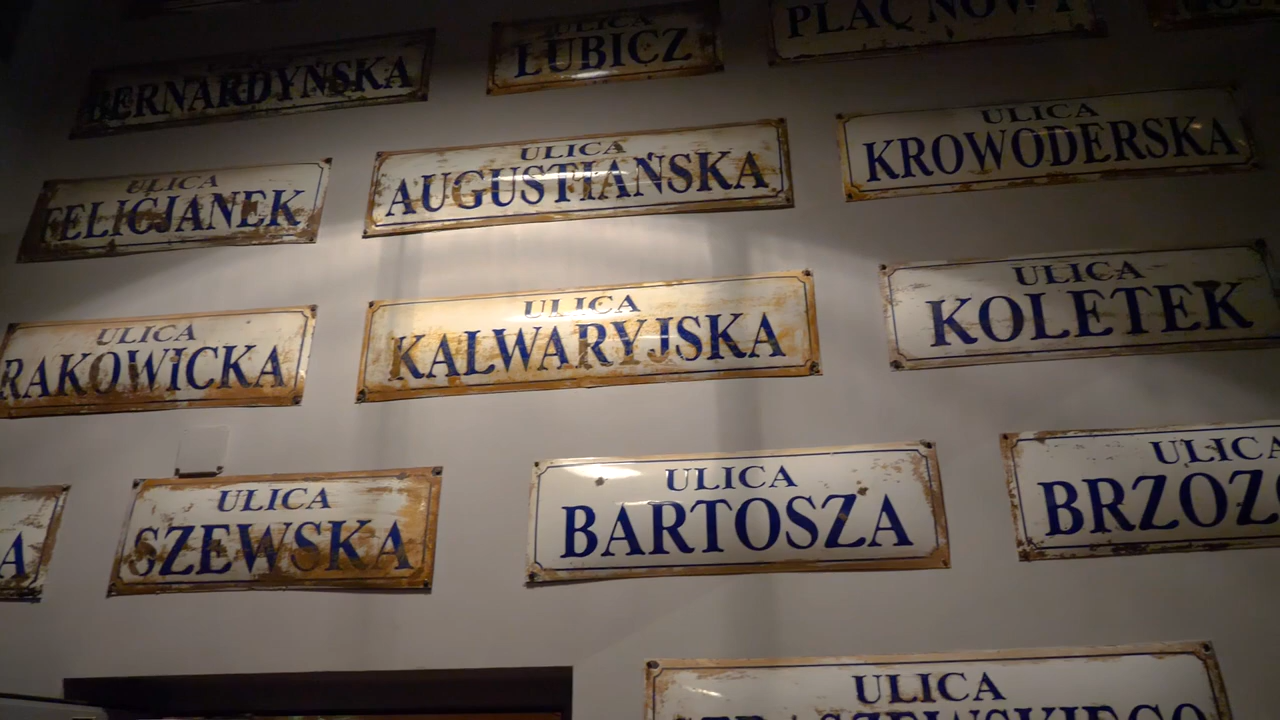 ULICA
LUBICZ
PLAC NOWY
BERNARDYŃSKA
ULICA
KROWODERSKA
ULICA
AUGUSTIAŃSKA
ULICA
FELICJANEK
ULICA
KOLETEK
ULICA
KALWARYJSKA
ULICA
RAKOWICKA
ULICA
BRZOZO
ULICA
BARTOSZA
ULICA
SZEWSKA
A
ULICA